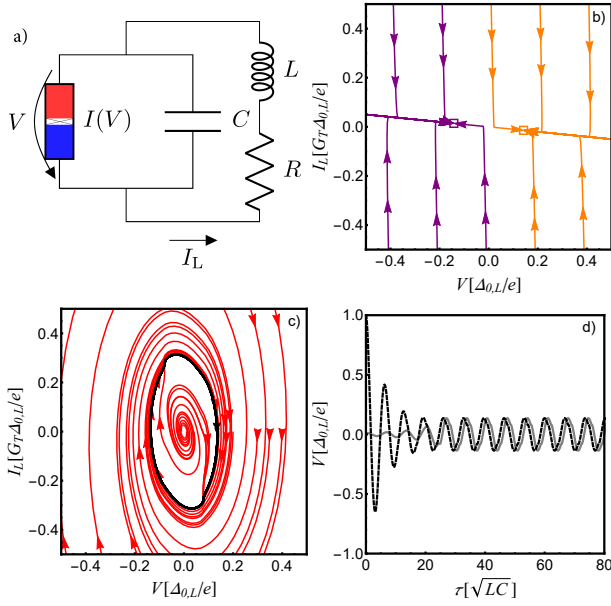 a)
V
I(V)
C
L
R
I_L
b)
I_L[G_TΔ_{0,L}/e]
0.4
0.2
0.0
−0.2
−0.4
−0.4 −0.2 0.0 0.2 0.4
V[Δ_{0,L}/e]
c)
I_L[G_TΔ_{0,L}/e]
0.4
0.2
0.0
−0.2
−0.4
−0.4 −0.2 0.0 0.2 0.4
V[Δ_{0,L}/e]
d)
V[Δ_{0,L}/e]
1.0
0.5
0.0
−0.5
−1.0
0 20 40 60 80
τ[√LC]